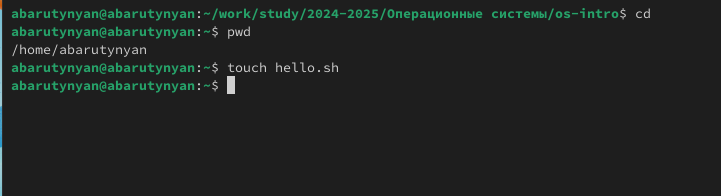 abarutynyan@abarutynyan:~/work/study/2024-2025/Операционные системы/os-intro$ cd
abarutynyan@abarutynyan:~$ pwd
/home/abarutynyan
abarutynyan@abarutynyan:~$ touch hello.sh
abarutynyan@abarutynyan:~$